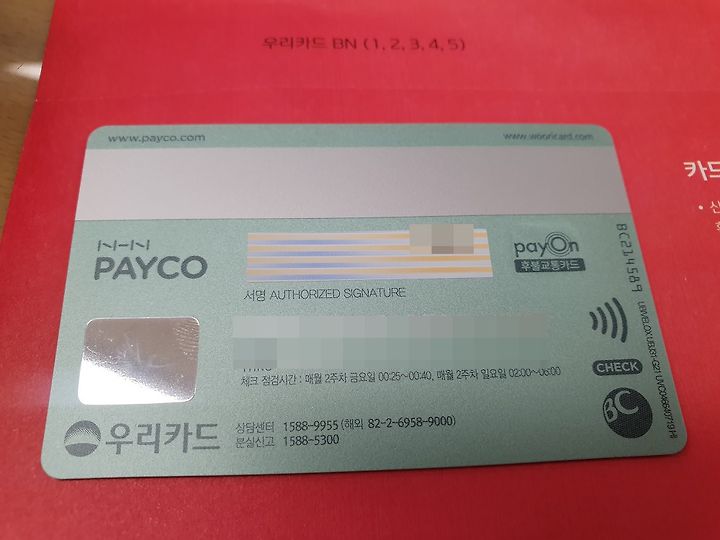 우리카드 BN (1, 2, 3, 4, 5)
www.payco.com
www.wooricard.com
카드
• 신
NHN
PAYCO
payOn
후불교통카드
BC214589
서명 AUTHORIZED SIGNATURE
THRU
체크 점검시간 : 매월 2주차 금요일 00:25~00:40, 매월 2주차 일요일 02:00~06:00
CHECK
BC
우리카드
상담센터 1588-9955 (해외 82-2-6958-9000)
분실신고 1588-5300